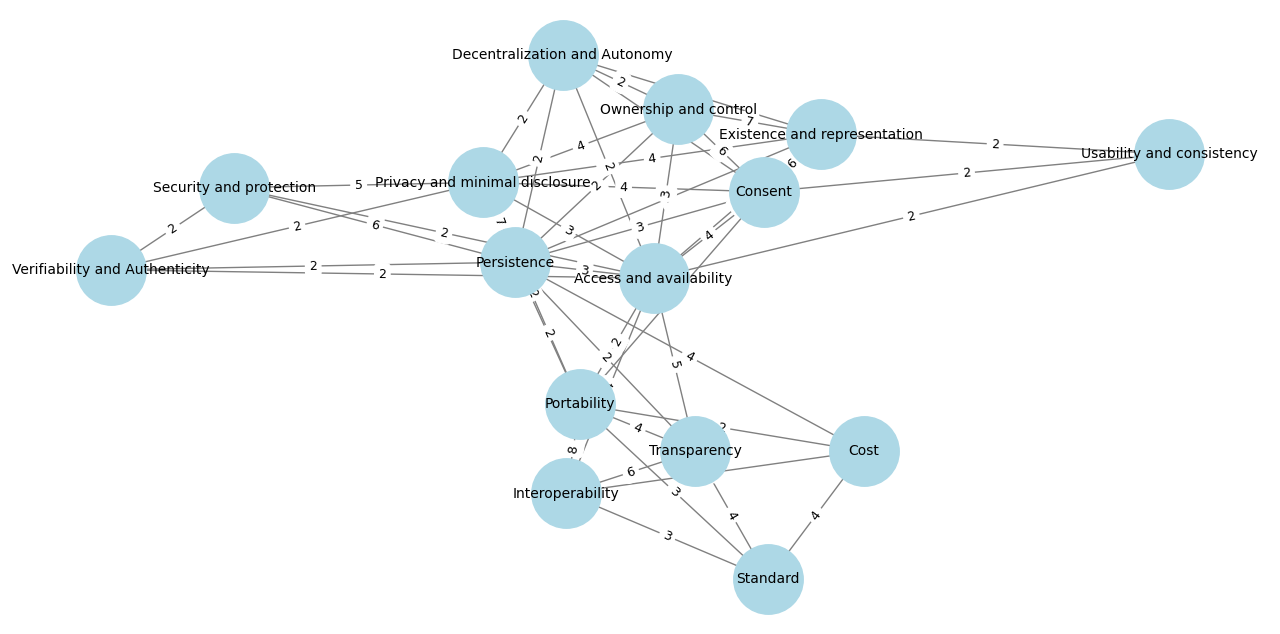 Decentralization and Autonomy
2
Ownership and control
7
Existence and representation
2
Usability and consistency
2
4
6
4
6
2
2
Security and protection
5
Privacy and minimal disclosure
4
Consent
2
3
2
2
2
7
3
3
2
6
2
4
Verifiability and Authenticity
2
2
Persistence
3
Access and availability
2
2
2
2
4
5
Portability
4
2
8
Transparency
Cost
6
Interoperability
3
4
4
3
Standard